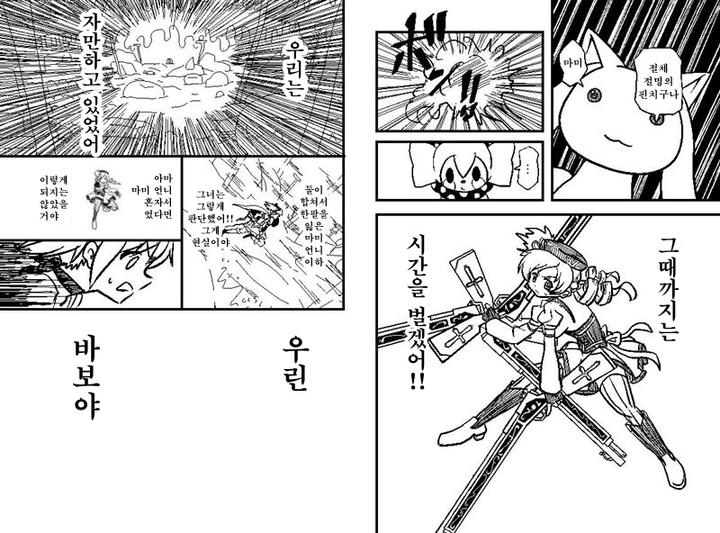 절체
절명의
핀치구나
마미
ボン!!
…
그때까지는
시간을 벌겠어!!
우리는
자만하고 있었어
둘이
합쳐서
한팔을
잃은
마미
언니
이하
그녀는
그렇게
판단했어!!
그게
현실이야
아마
마미 언니
혼자서
였다면
이렇게
되지는
않았을
거야
우린
바보야